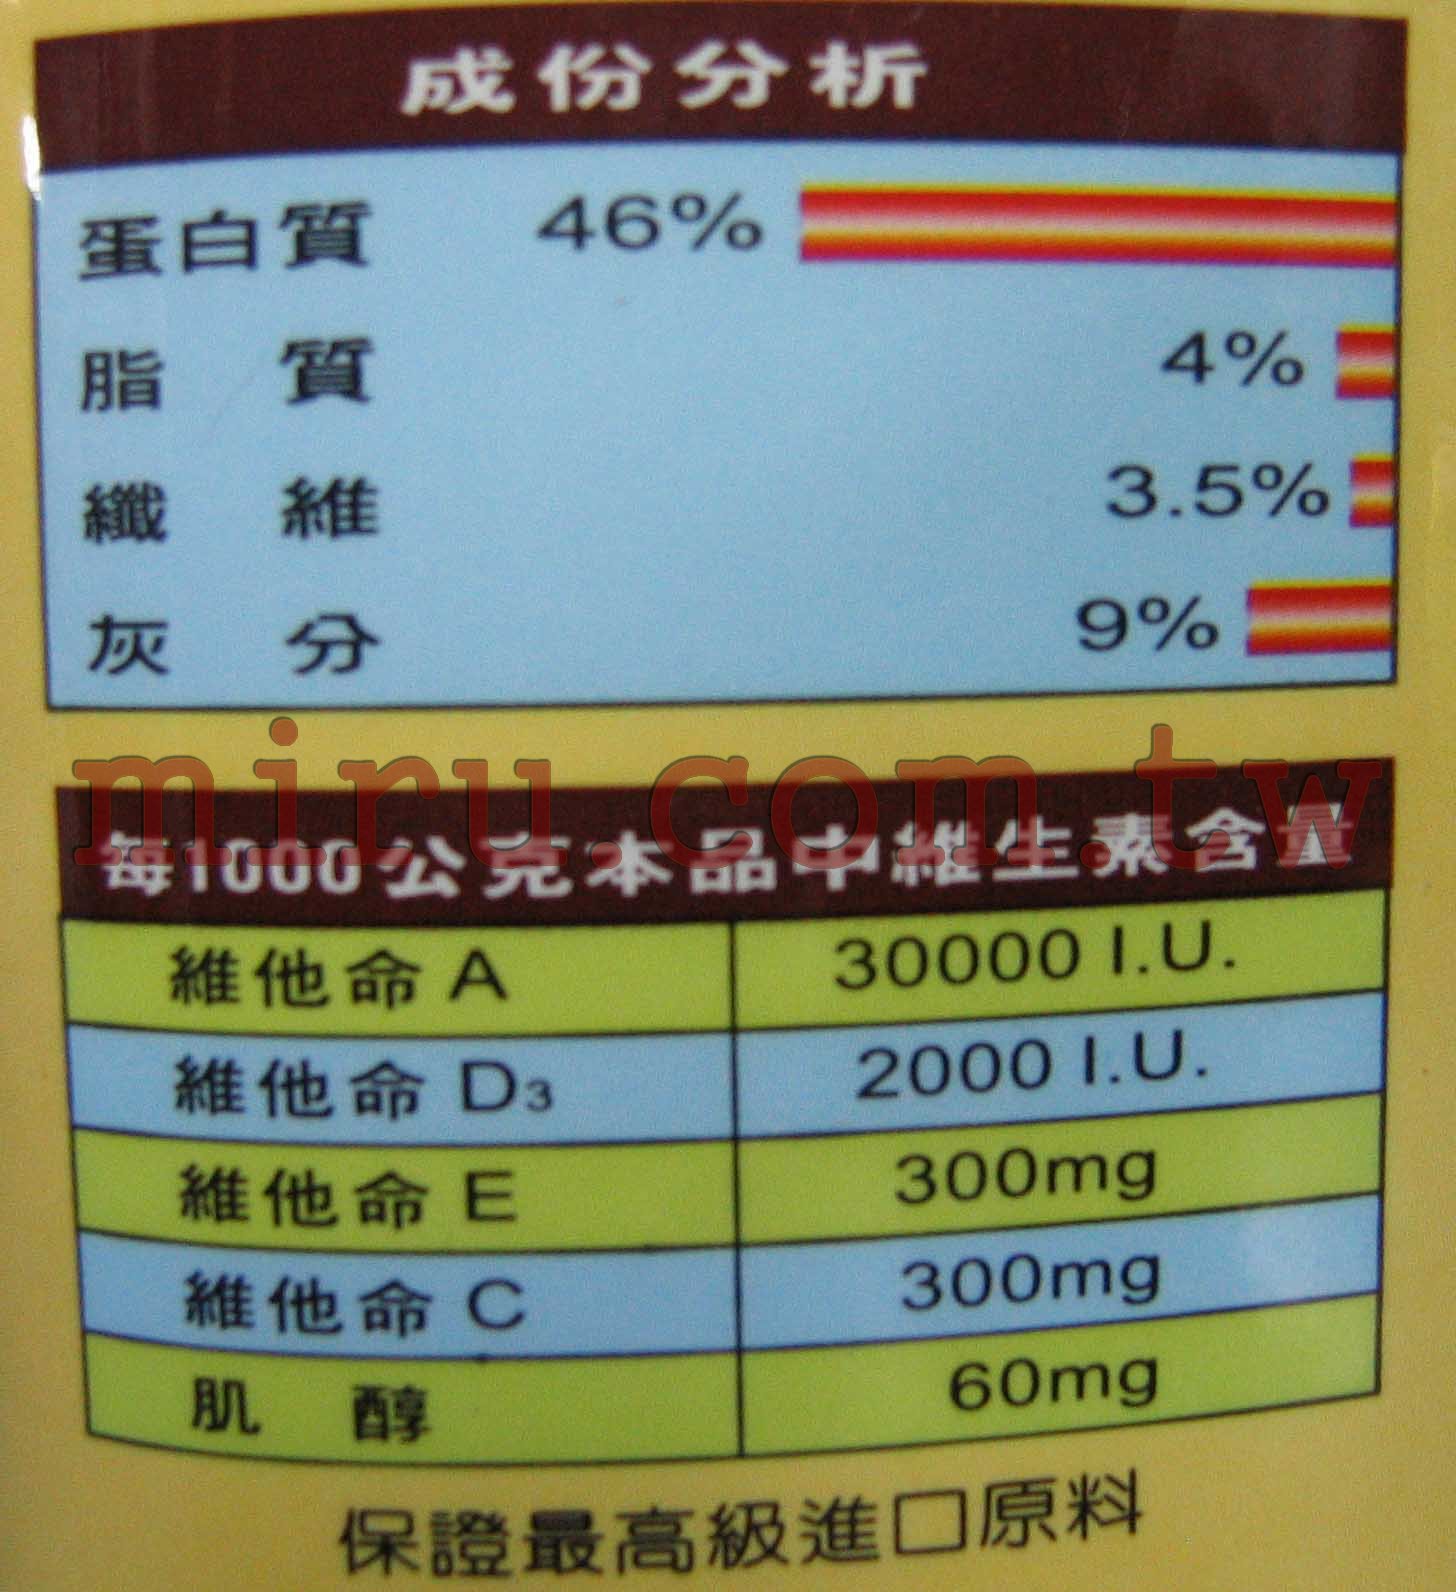 成份分析
蛋白質 46%
脂質 4%
纖維 3.5%
灰分 9%
miru.com.tw
每1000公克本品中維生素含量
維他命 A 30000 I.U.
維他命 D₃ 2000 I.U.
維他命 E 300mg
維他命 C 300mg
肌醇 60mg
保證最高級進口原料